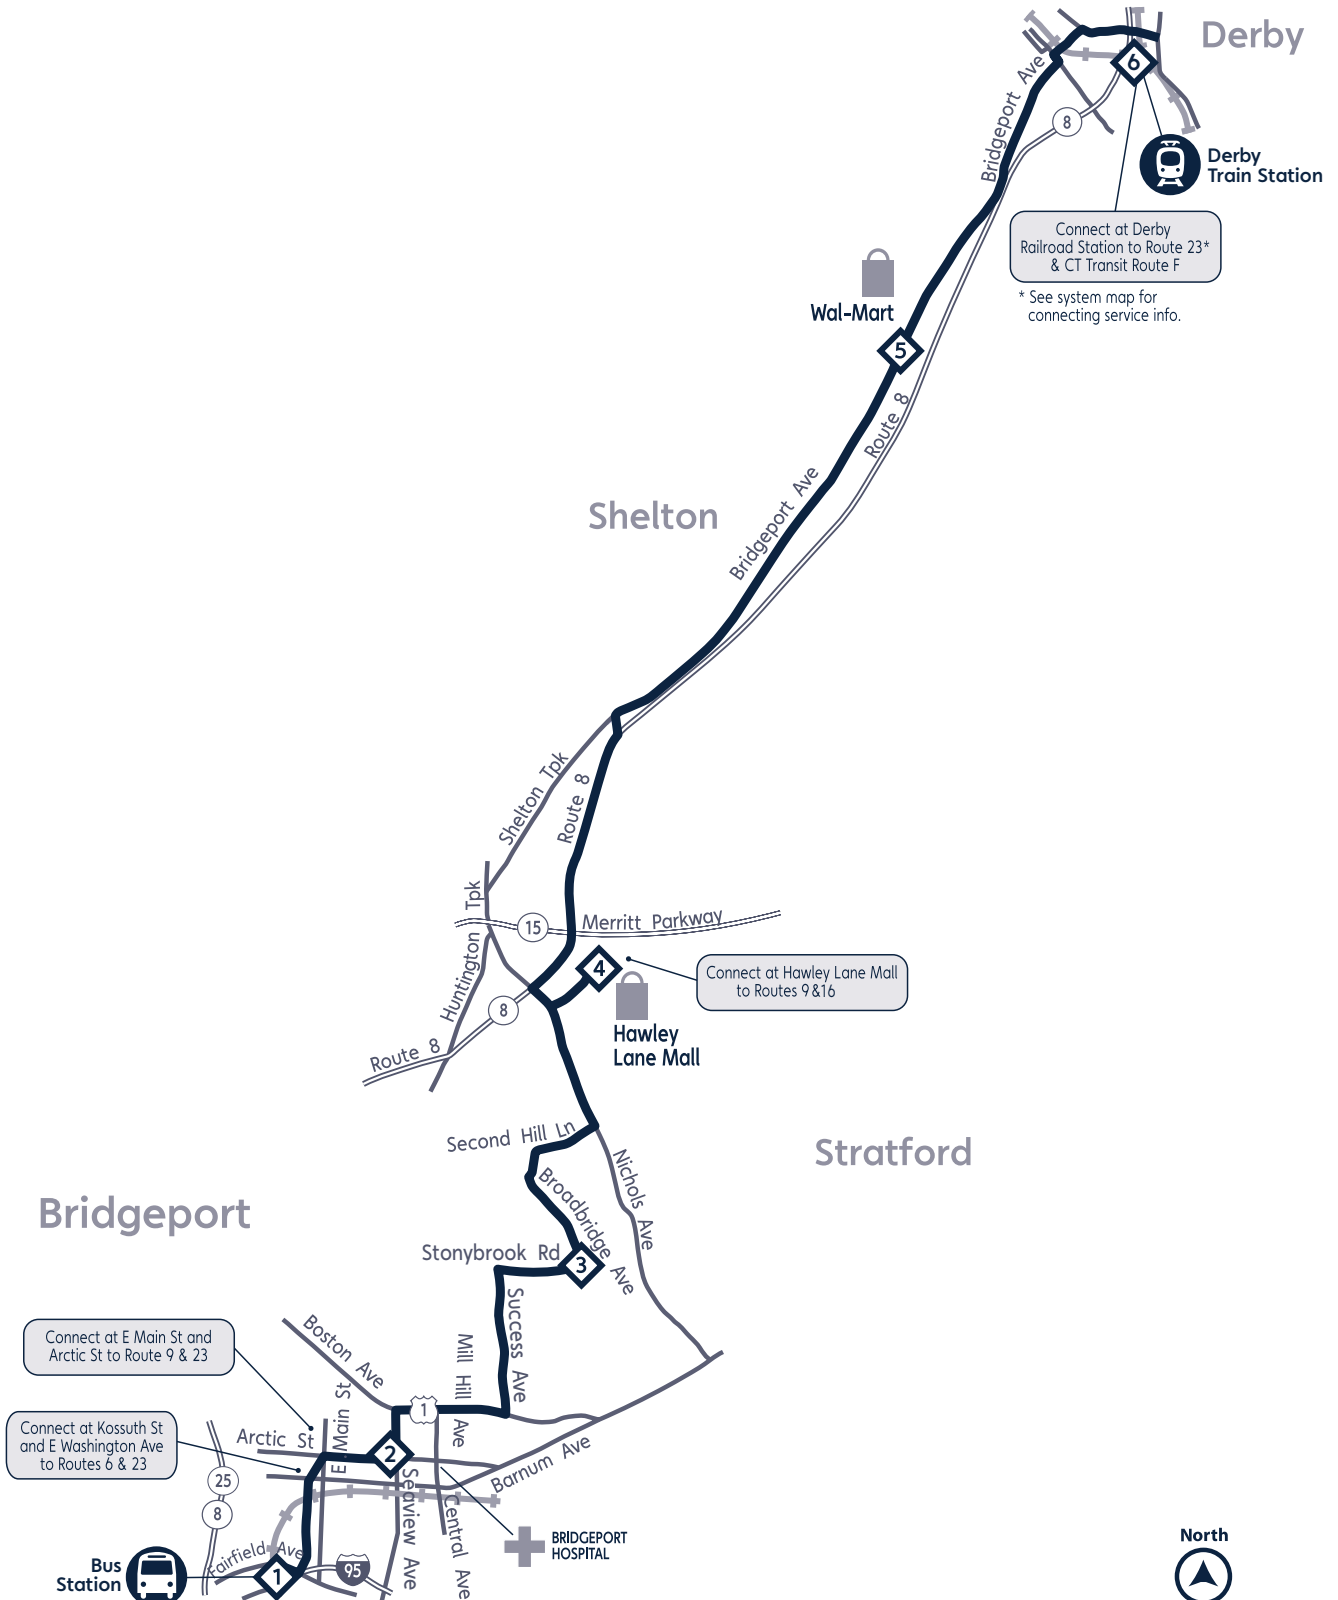 Derby
6
Bridgeport Ave
8
Derby
Train Station
Connect at Derby
Railroad Station to Route 23*
& CT Transit Route F
* See system map for
connecting service info.
Wal-Mart
5
Route 8
Bridgeport Ave
Shelton
Shelton Tpk
Route 8
Huntington Tpk
15
Merritt Parkway
4
Connect at Hawley Lane Mall
to Routes 9 &16
8
Hawley
Lane Mall
Route 8
Second Hill Ln
Stratford
Nichols Ave
Broadbridge Ave
Bridgeport
Stonybrook Rd
3
Success Ave
Boston Ave
Mill Hill Ave
Connect at E Main St and
Arctic St to Route 9 & 23
1
E Main St
Connect at Kossuth St
and E Washington Ave
to Routes 6 & 23
Arctic St
2
Barnum Ave
25
Seaview Ave
Central Ave
8
BRIDGEPORT
HOSPITAL
North
Fairfield Ave
Bus
Station
1
95